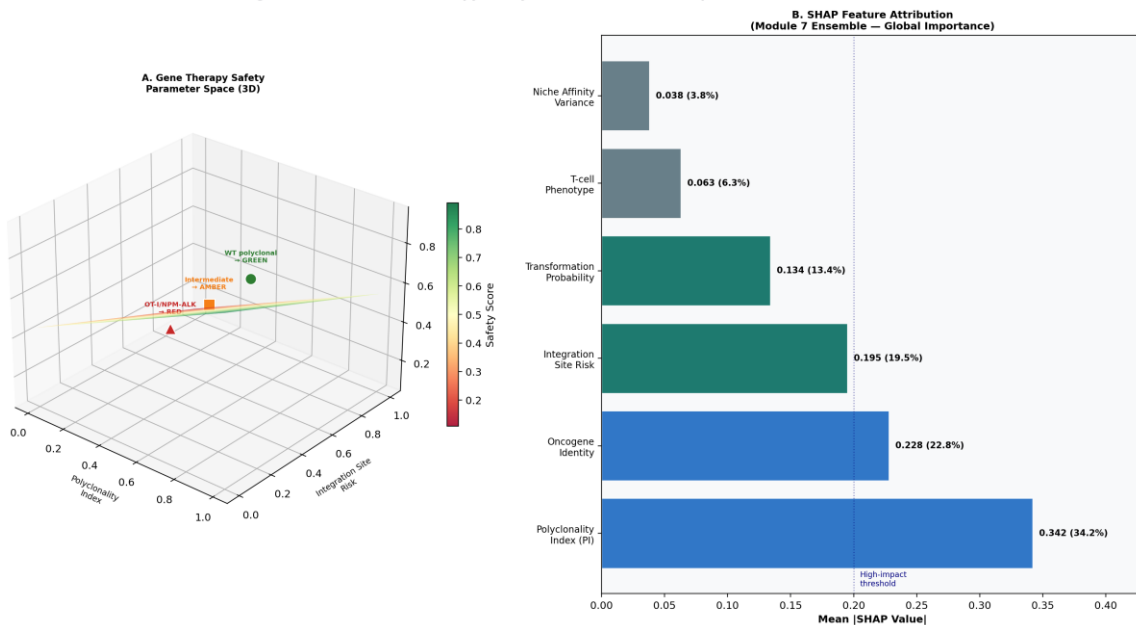 A. Gene Therapy Safety
Parameter Space (3D)
WT polyclonal
→ GREEN
Intermediate
→ AMBER
OT-I/NPM-ALK
→ RED
0.8
0.6
0.4
0.2
0.0
0.2
0.4
0.6
0.8
1.0
Polyclonality
Index
0.0
0.2
0.4
0.6
0.8
1.0
Integration Site
Risk
0.8
0.7
0.6
0.5
0.4
0.3
0.2
Safety Score
B. SHAP Feature Attribution
(Module 7 Ensemble — Global Importance)
Niche Affinity
Variance
0.038 (3.8%)
T-cell
Phenotype
0.063 (6.3%)
Transformation
Probability
0.134 (13.4%)
Integration
Site Risk
0.195 (19.5%)
Oncogene
Identity
0.228 (22.8%)
Polyclonality
Index (PI)
0.342 (34.2%)
High-impact
threshold
0.00 0.05 0.10 0.15 0.20 0.25 0.30 0.35 0.40
Mean |SHAP Value|